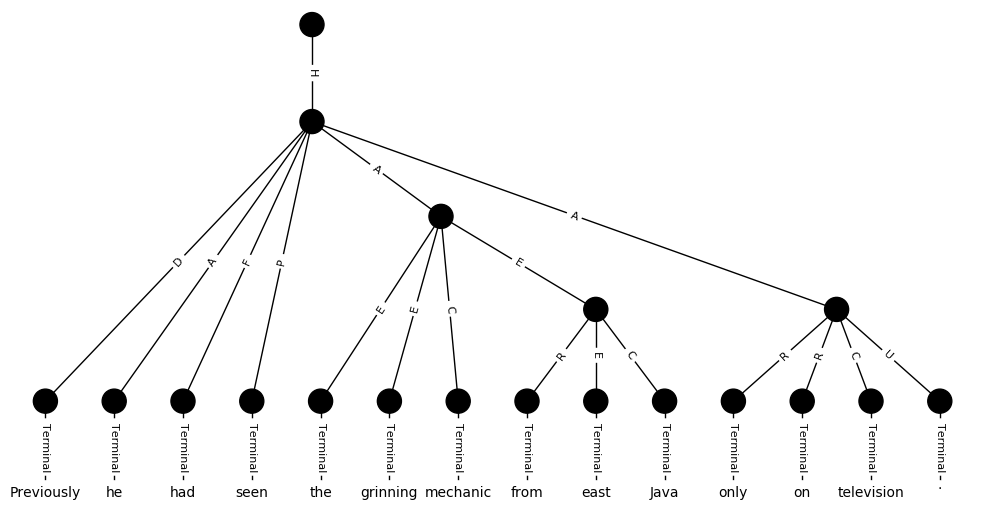 H
D A F P A A
E E C E
R E C
R R C U
Terminal Terminal Terminal Terminal Terminal Terminal Terminal Terminal Terminal Terminal Terminal Terminal Terminal Terminal
Previously he had seen the grinning mechanic from east Java only on television .